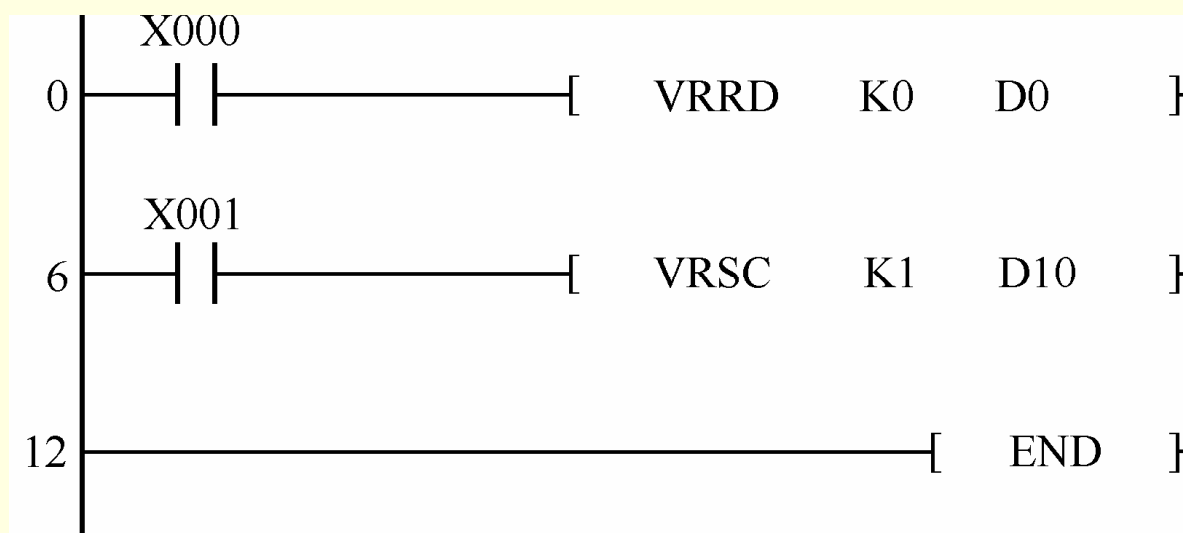 X000
0 [ VRRD K0 D0 ]
X001
6 [ VRSC K1 D10 ]
12 [ END ]